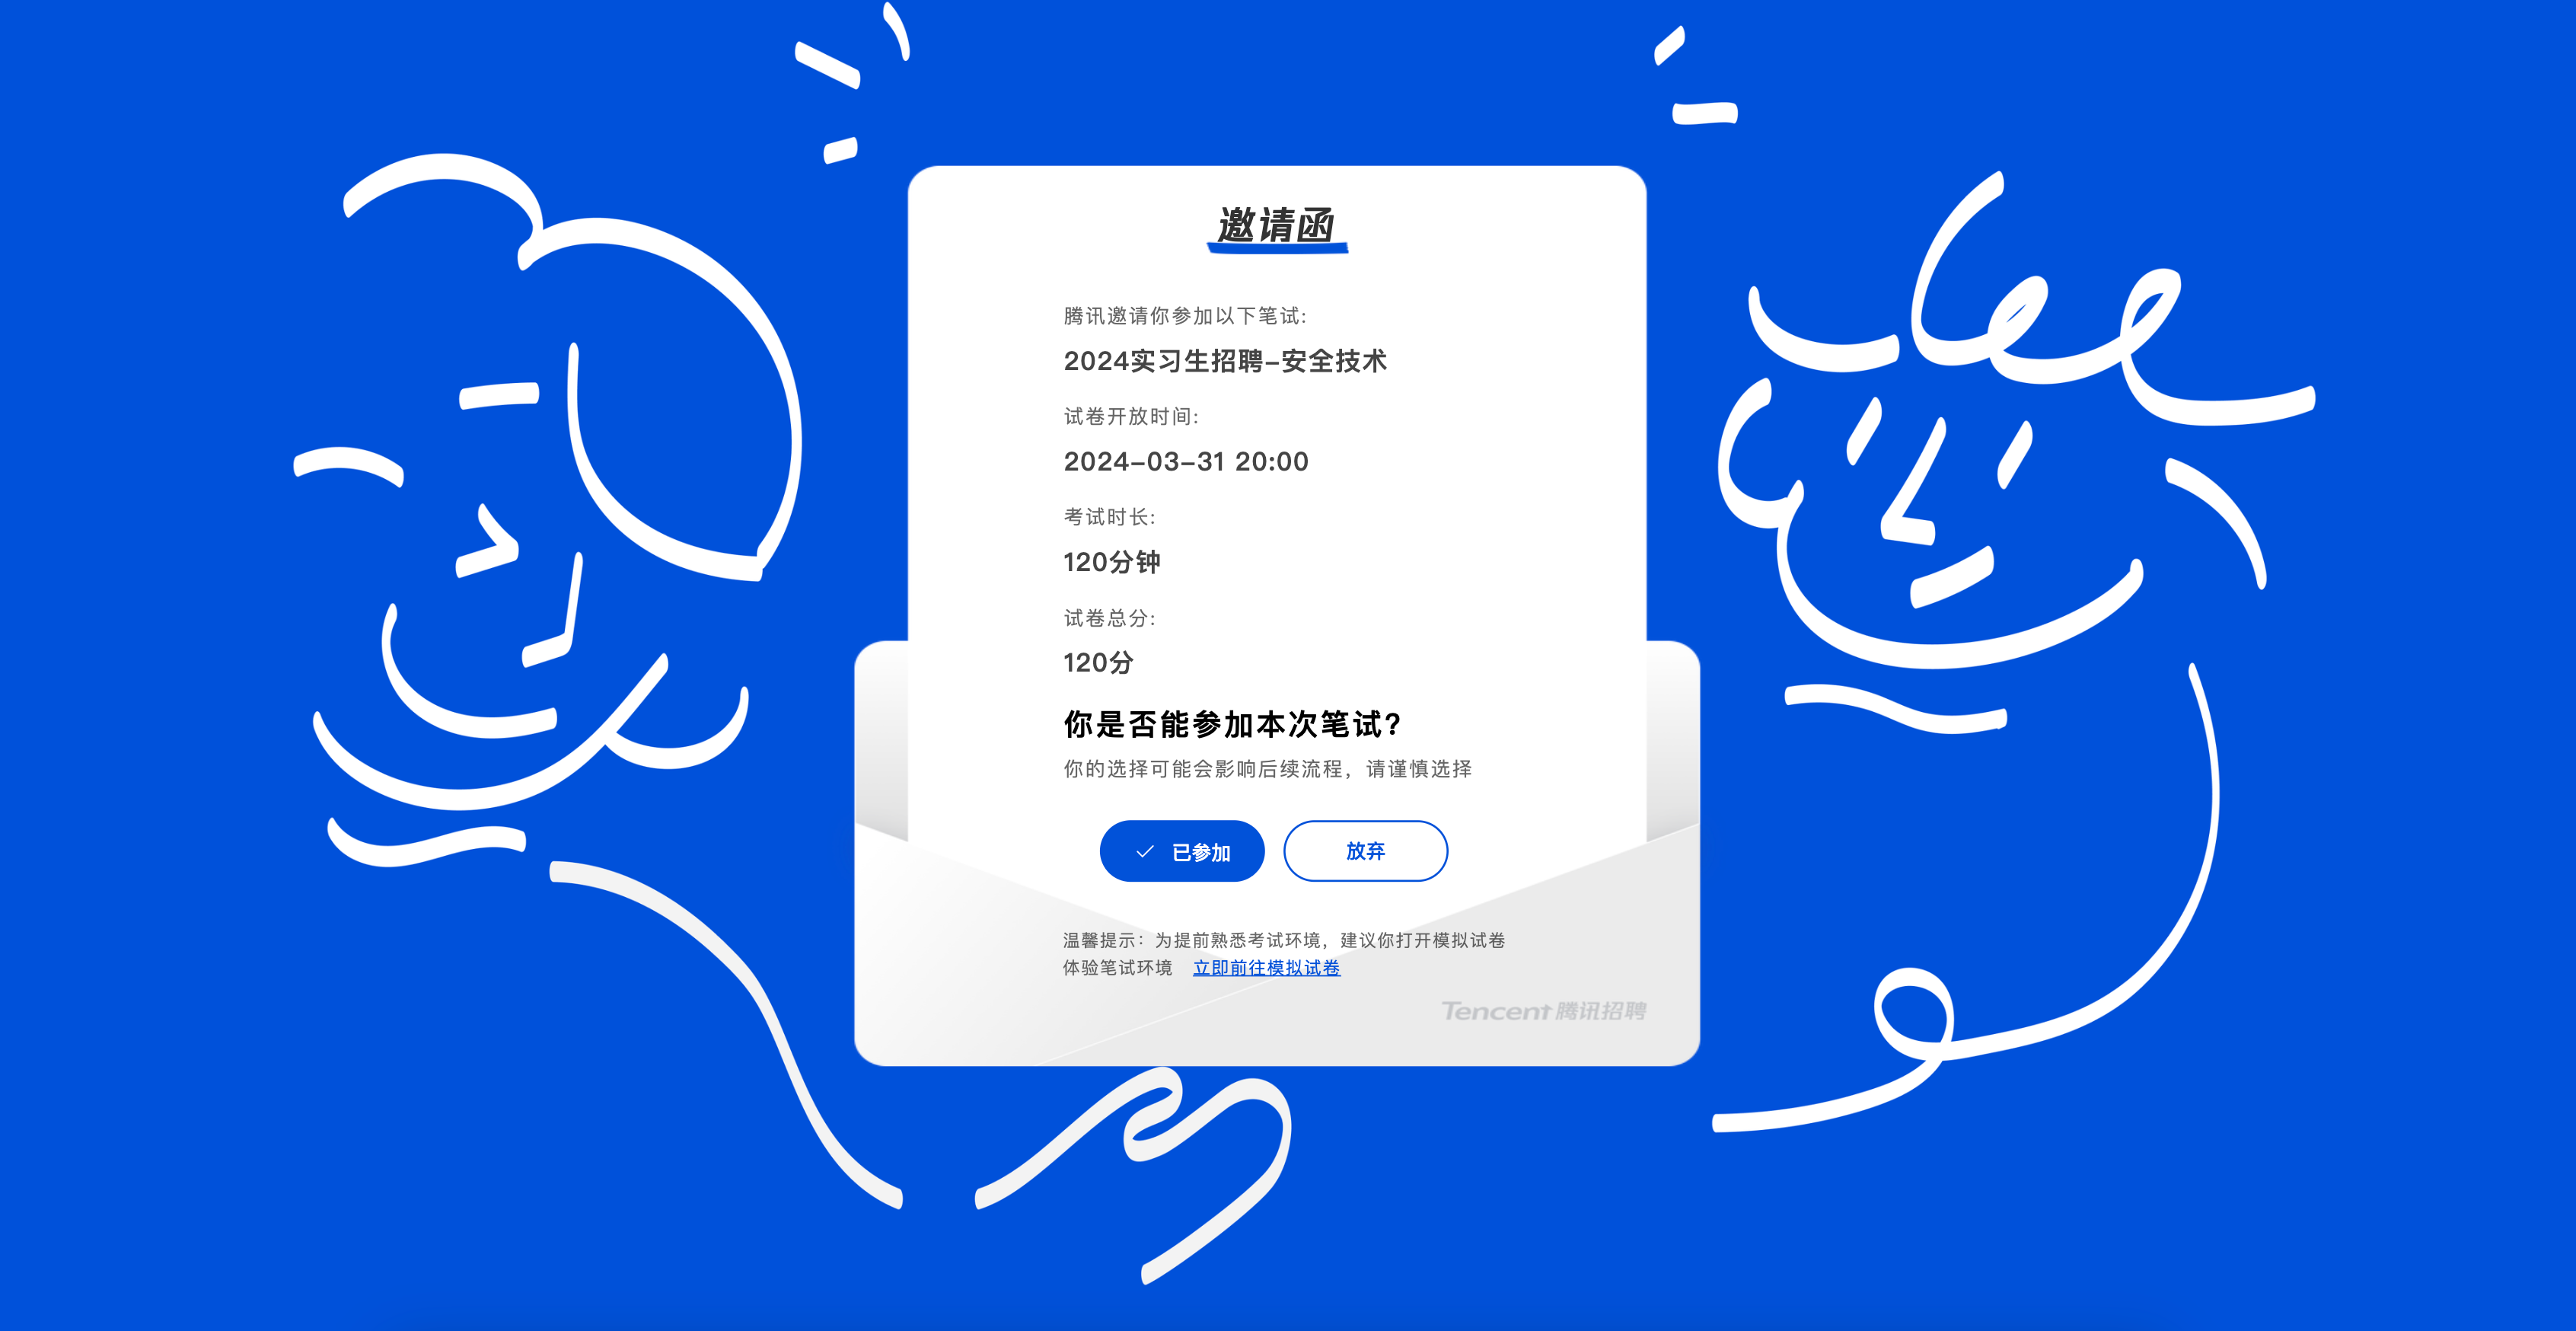 邀请函
腾讯邀请你参加以下笔试:
2024实习生招聘-安全技术
试卷开放时间:
2024-03-31 20:00
考试时长:
120分钟
试卷总分:
120分
你是否能参加本次笔试?
你的选择可能会影响后续流程，请谨慎选择
已参加 放弃
温馨提示：为提前熟悉考试环境，建议你打开模拟试卷
体验笔试环境 立即前往模拟试卷
Tencent 腾讯招聘